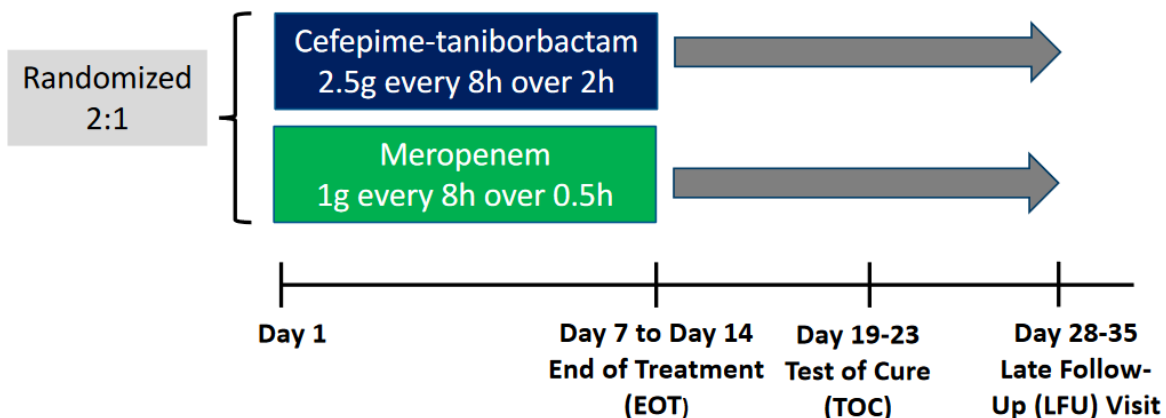 Randomized
2:1
Cefepime-taniborbactam
2.5g every 8h over 2h
Meropenem
1g every 8h over 0.5h
Day 1
Day 7 to Day 14
End of Treatment
(EOT)
Day 19-23
Test of Cure
(TOC)
Day 28-35
Late Follow-
Up (LFU) Visit